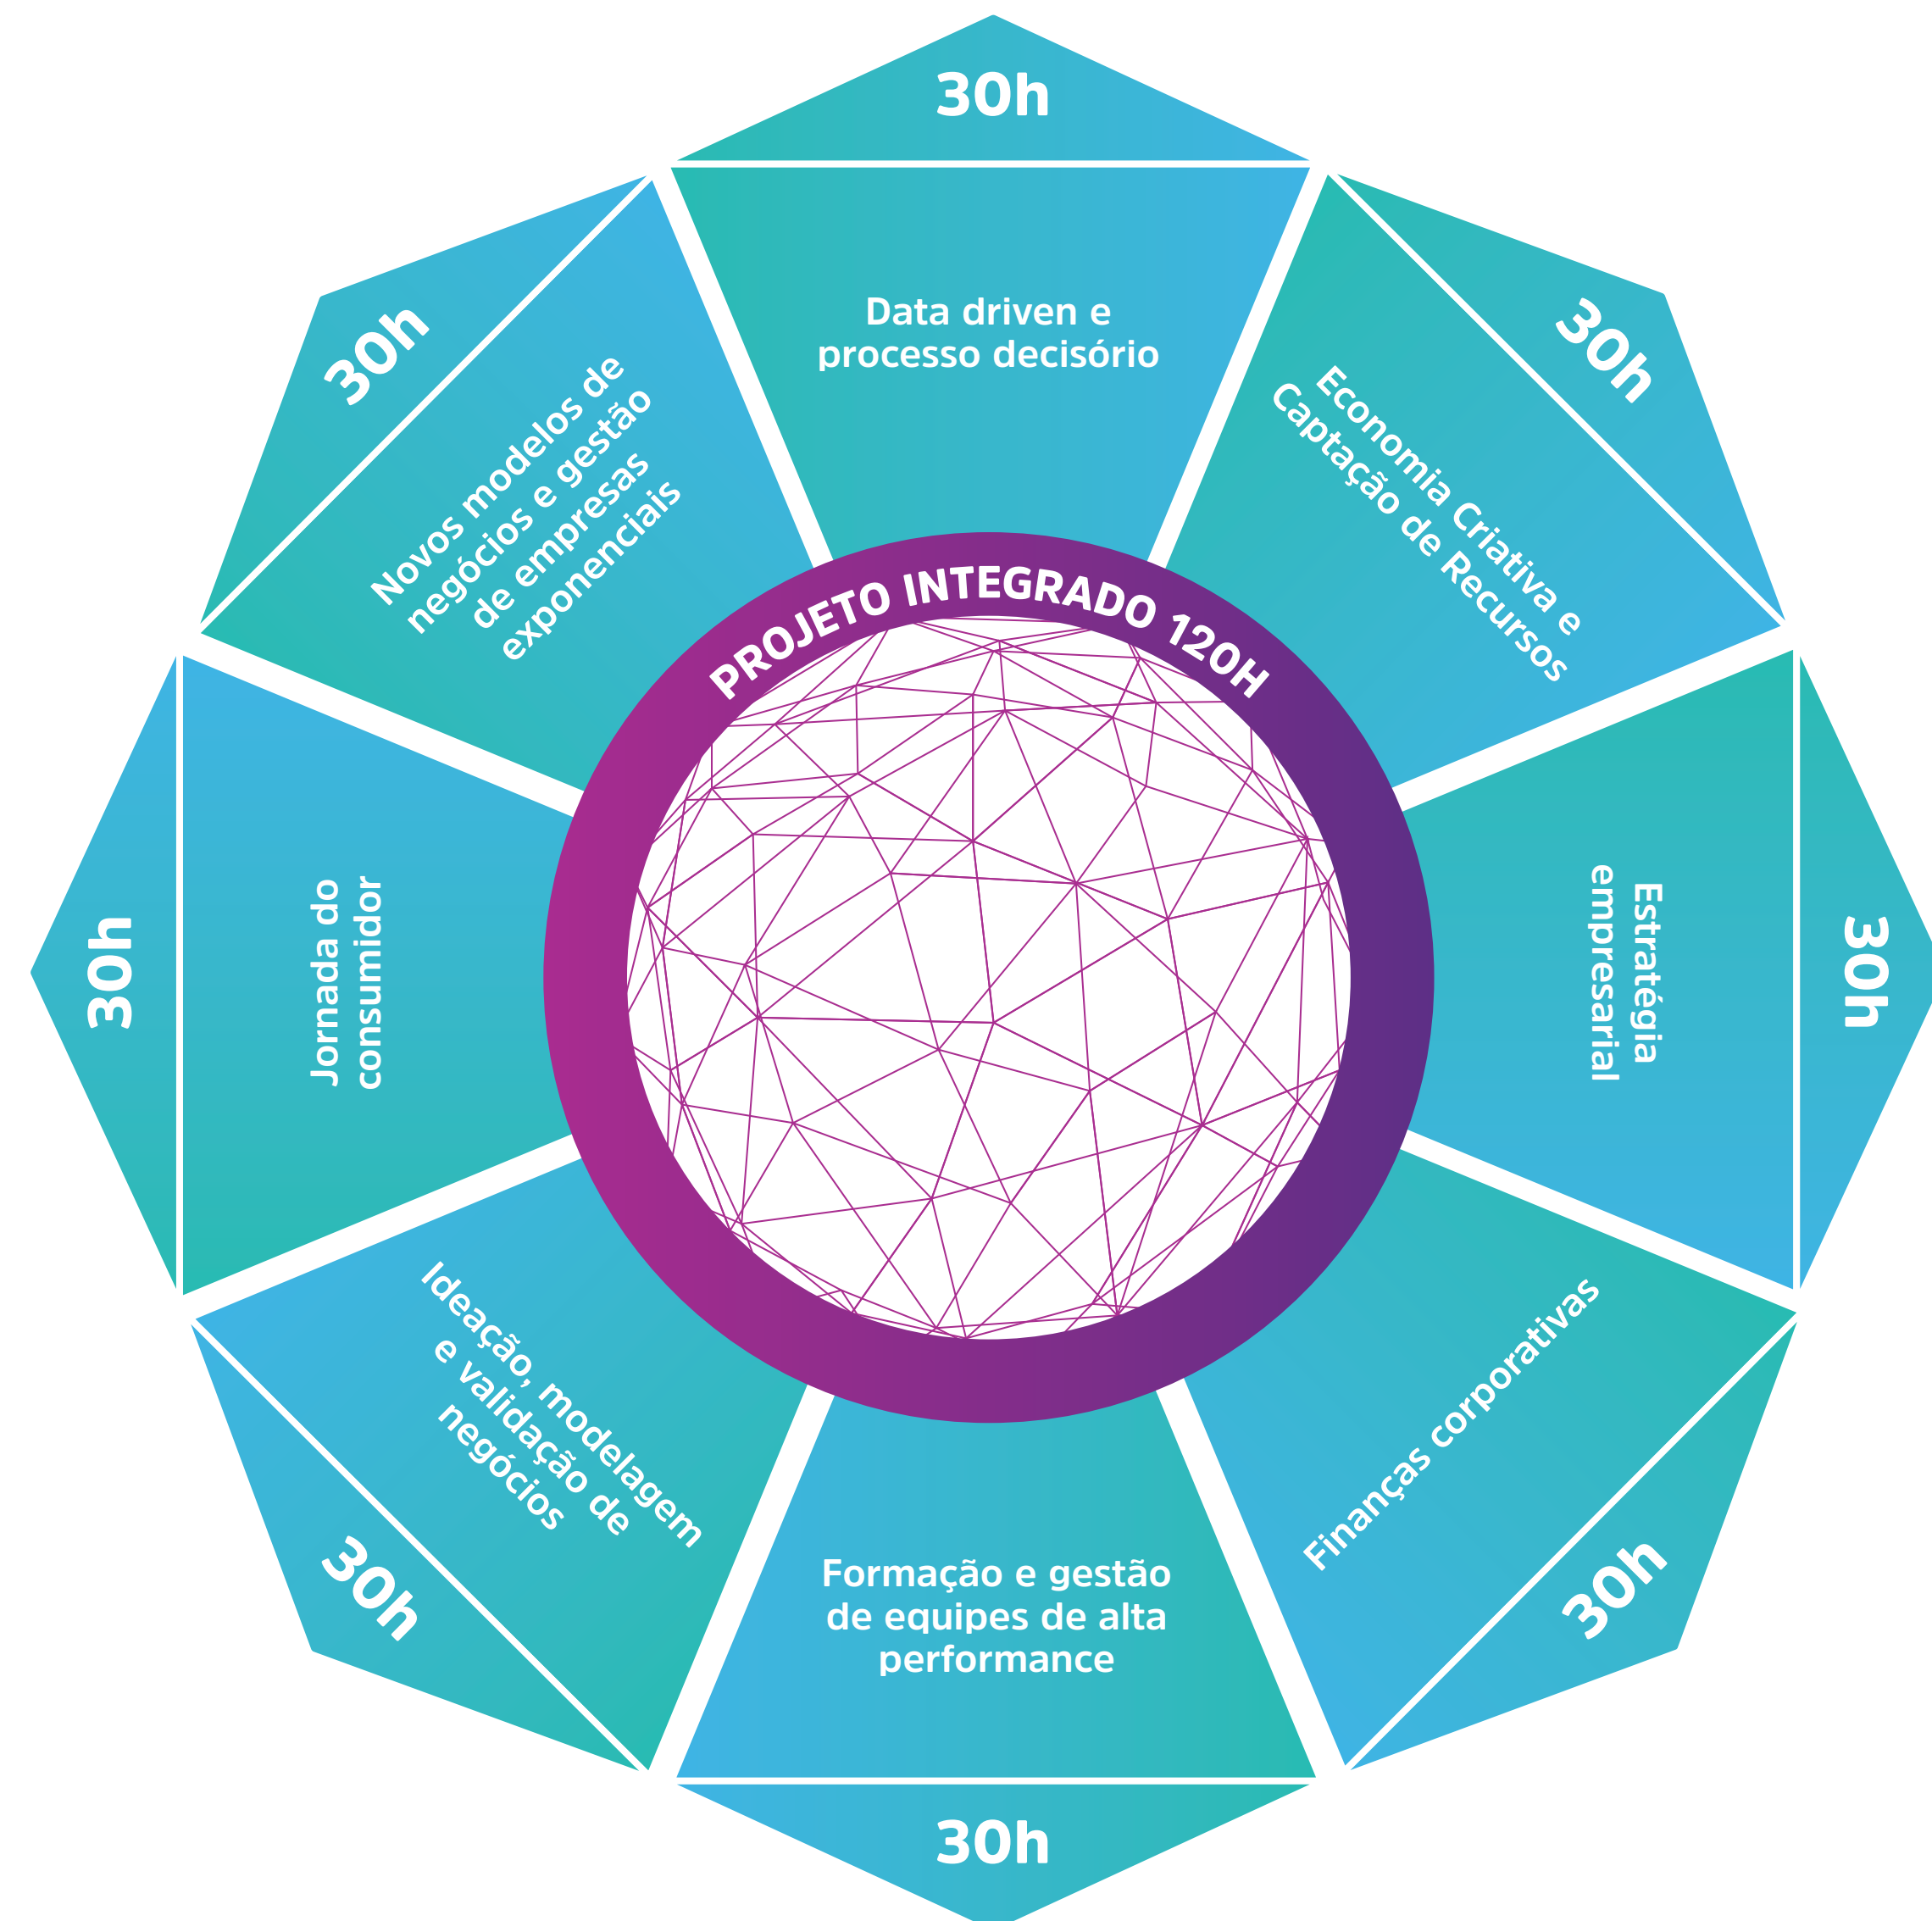 30h
Data driven e
processo decisório
30h
Economia Criativa e
Captação de Recursos
30h
Estratégia
empresarial
30h
Finanças corporativas
30h
Formação e gestão
de equipes de alta
performance
30h
Ideação, modelagem
e validação de
negócios
30h
Jornada do
consumidor
30h
Novos modelos de
negócios e gestão
de empresas
exponenciais
PROJETO INTEGRADO 120H